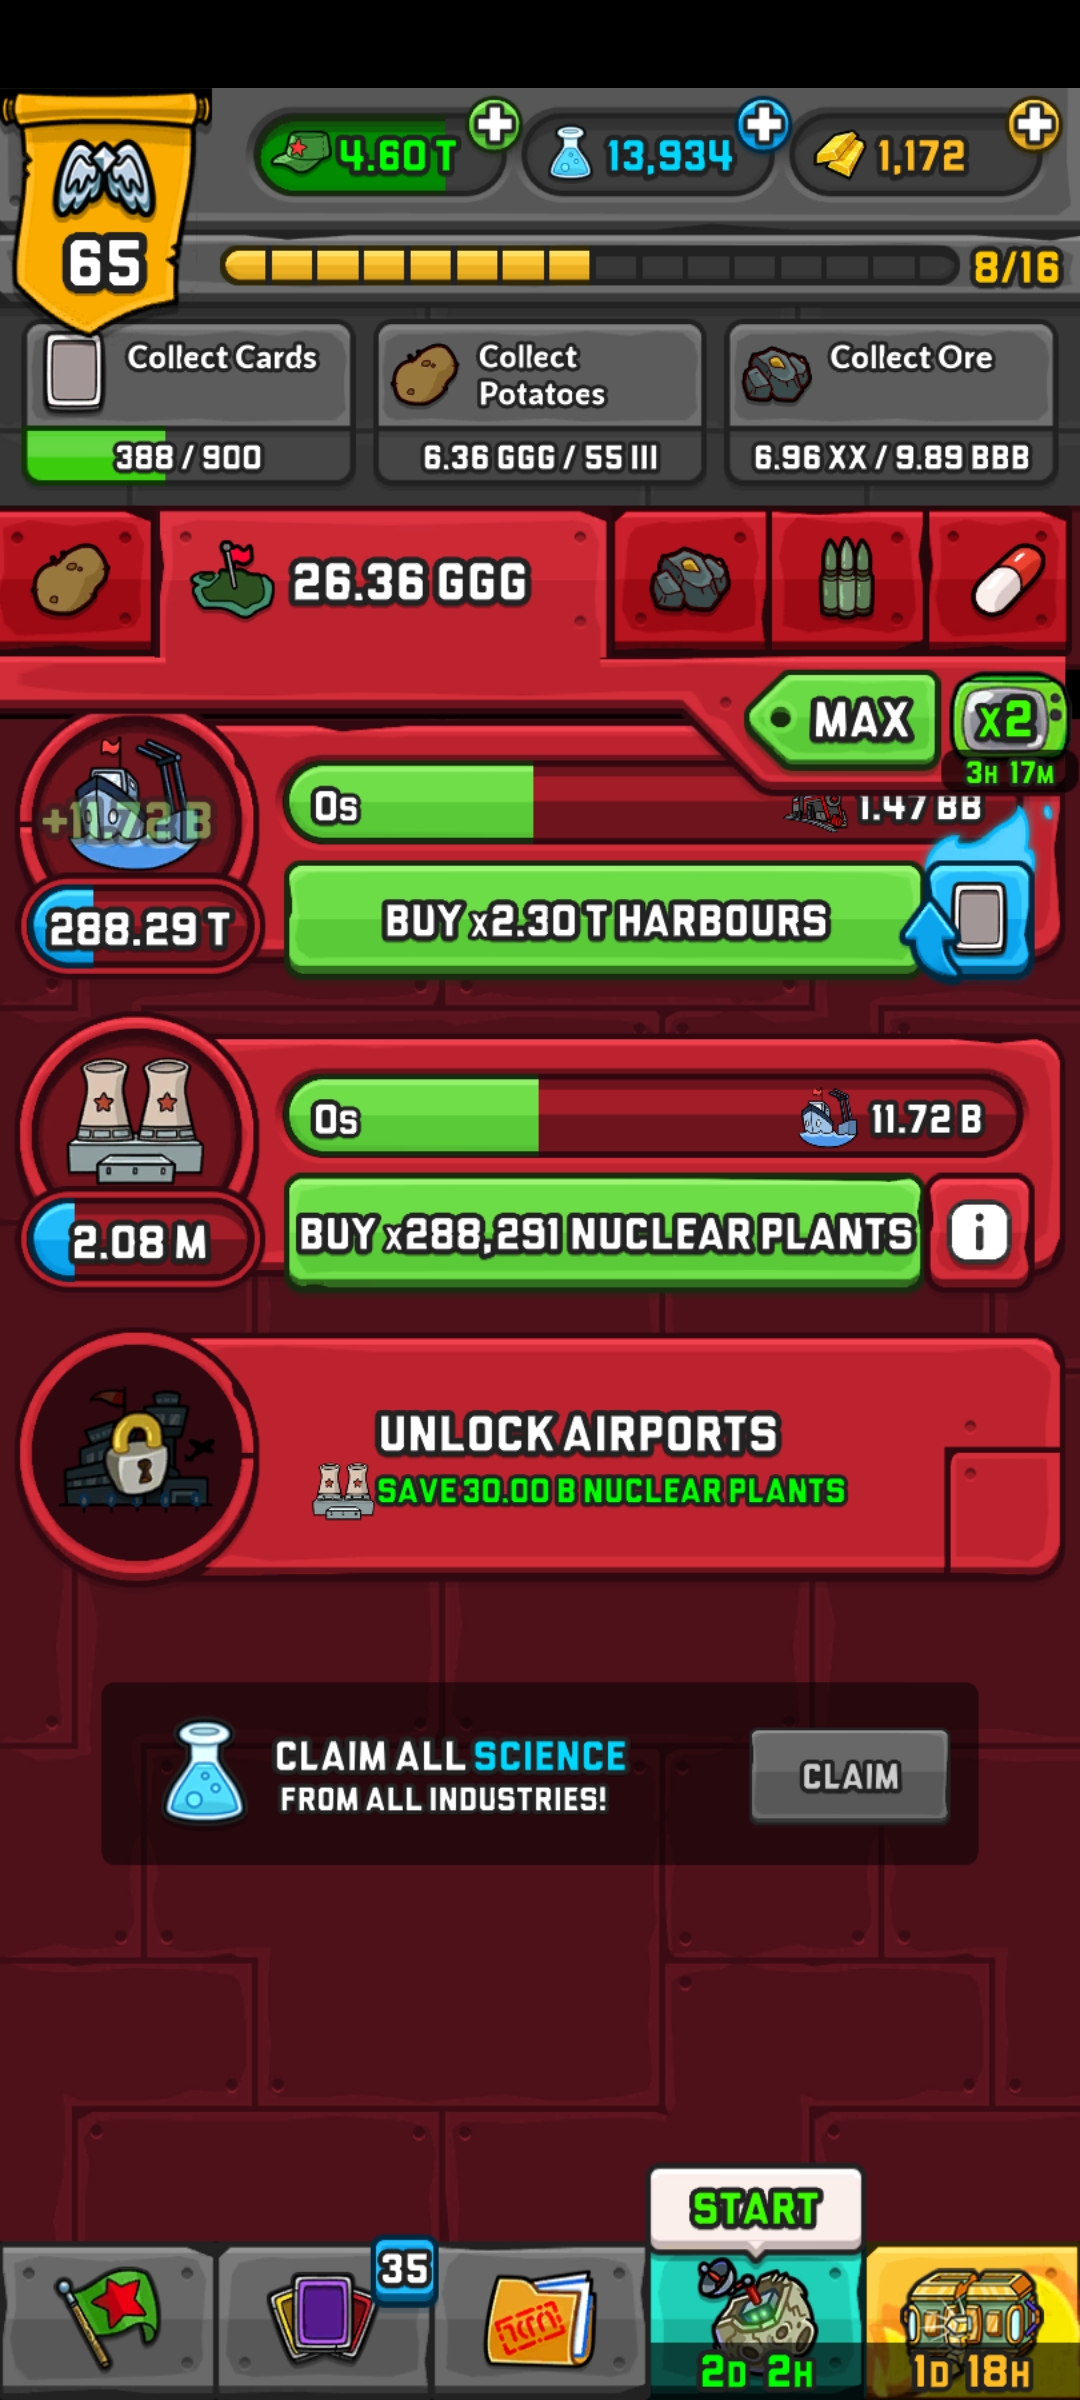 4.60 T
13,934
1,172
65
8/16
Collect Cards
388 / 900
Collect
Potatoes
6.36 GGG / 55 III
Collect Ore
6.96 XX / 9.89 BBB
26.36 GGG
MAX
x2
3H 17M
+11.72 B
0s
1.47 BB
288.29 T
BUY x2.30 T HARBOURS
0s
11.72 B
2.08 M
BUY x288,291 NUCLEAR PLANTS
i
UNLOCK AIRPORTS
SAVE 30.00 B NUCLEAR PLANTS
CLAIM ALL SCIENCE
FROM ALL INDUSTRIES!
CLAIM
START
35
2D 2H
1D 18H